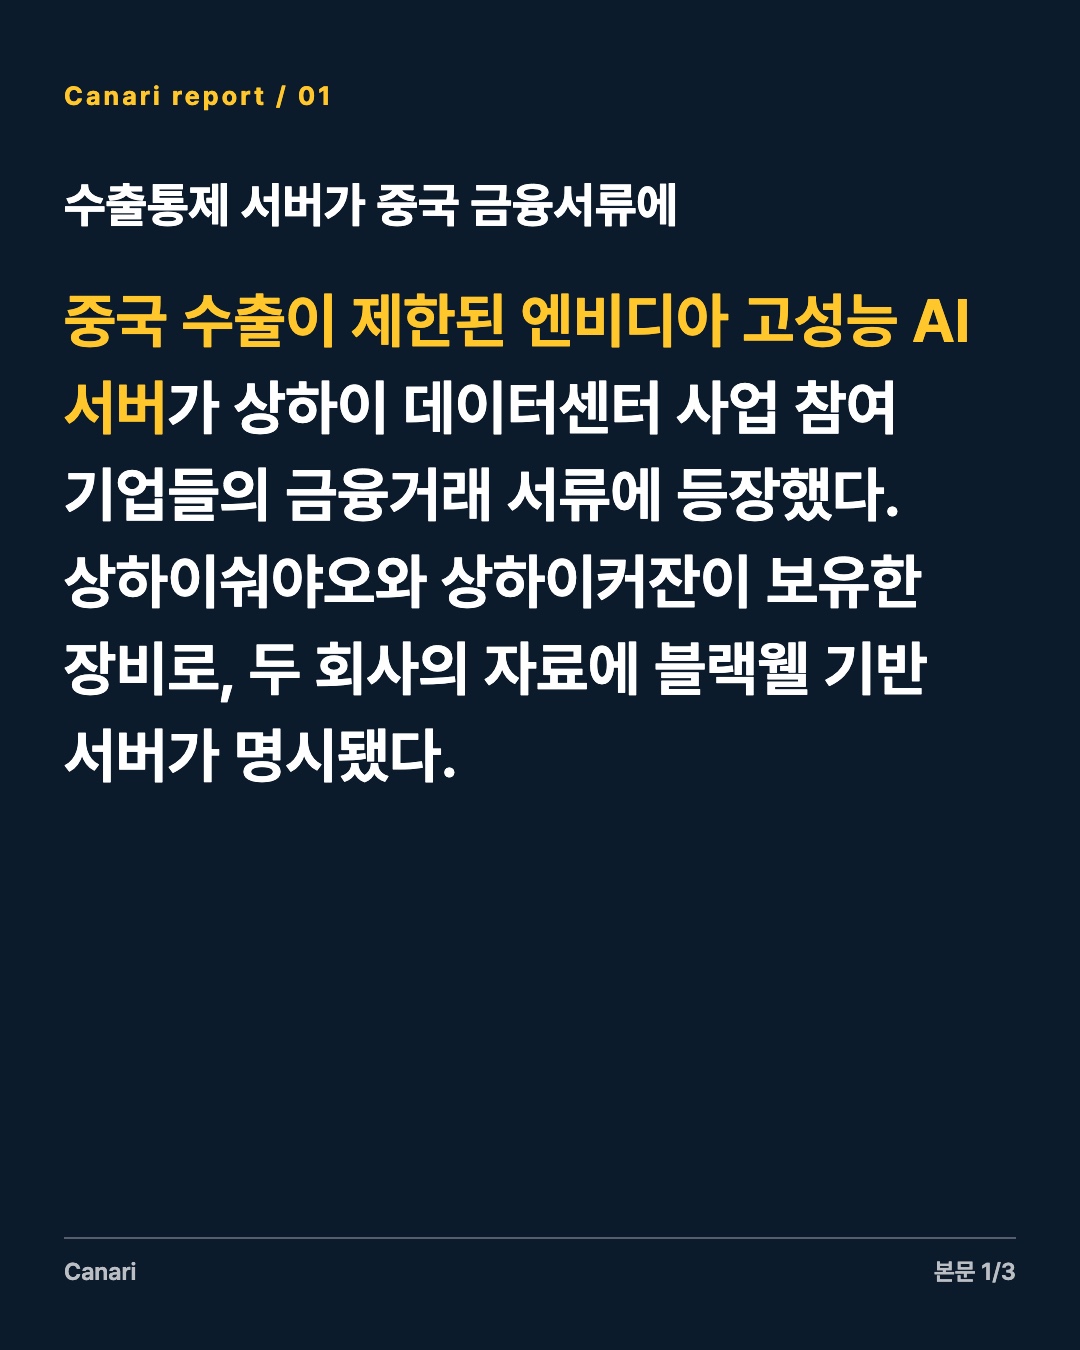 Canari report / 01
수출통제 서버가 중국 금융서류에
중국 수출이 제한된 엔비디아 고성능 AI
서버가 상하이 데이터센터 사업 참여
기업들의 금융거래 서류에 등장했다.
상하이숴야오와 상하이커잔이 보유한
장비로, 두 회사의 자료에 블랙웰 기반
서버가 명시됐다.
Canari
본문 1/3